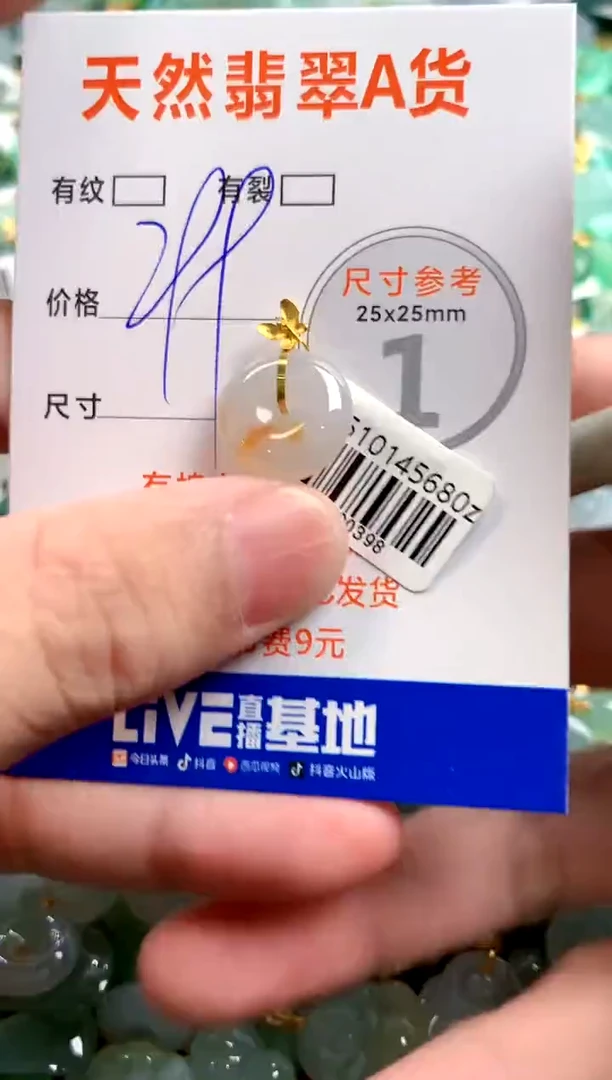 天然翡翠A货
有纹
有裂
尺寸参考
25x25mm
价格
1
尺寸
510145680Z
0398
发货
费9元
LIVE直播基地
今日头条 抖音 西瓜视频 抖音火山版